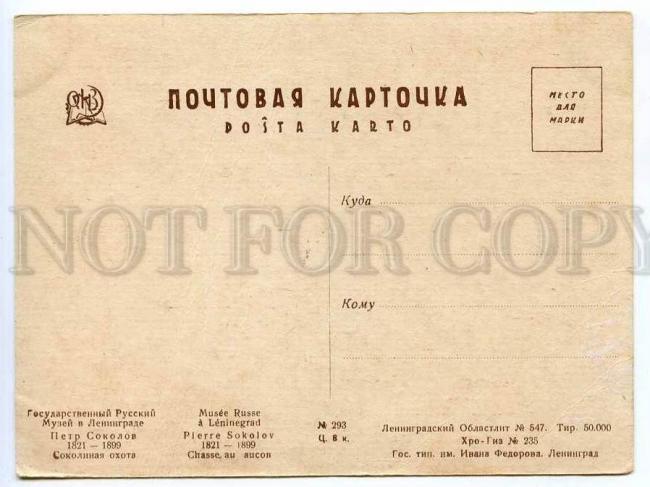 ПОЧТОВАЯ КАРТОЧКА
POŜTA KARTO
МЕСТО
ДЛЯ
МАРКИ
Куда
NOT FOR COPY
Кому
Государственный Русский
Музей в Ленинграде
Петр Соколов
1821 — 1899
Соколиная охота
Musée Russe
à Léninegrad
Pierre Sokolov
1821 — 1899
Chasse au aucon
№ 293
Ц. 8 к.
Ленинградский Областлит № 547. Тир. 50.000
Хро-Гиз № 235
Гос. тип. им. Ивана Федорова. Ленинград